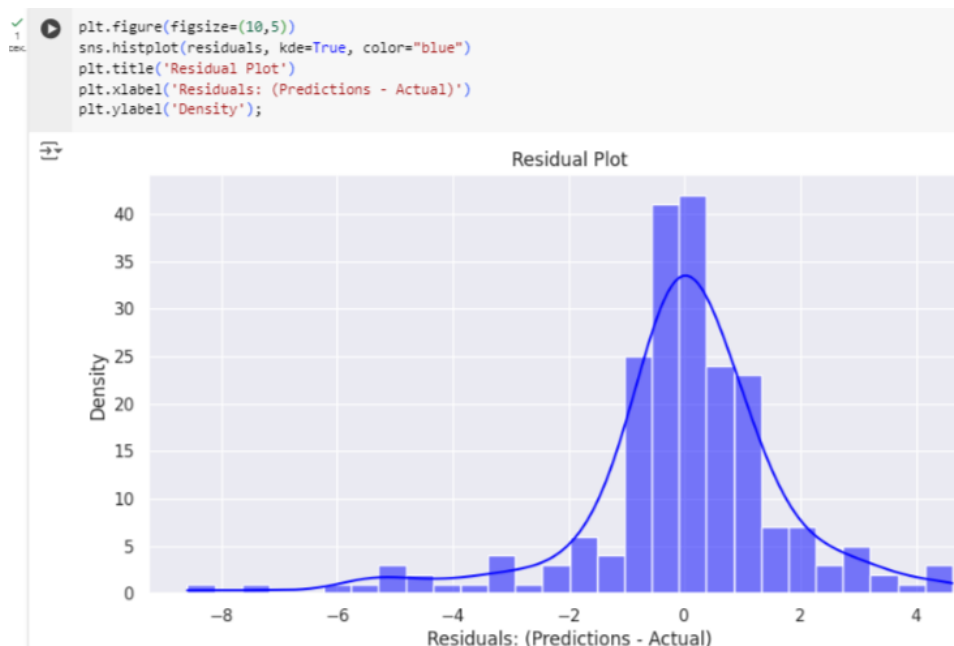 plt.figure(figsize=(10,5))
sns.histplot(residuals, kde=True, color="blue")
plt.title('Residual Plot')
plt.xlabel('Residuals: (Predictions - Actual)')
plt.ylabel('Density');
1
Residual Plot
40
35
30
25
20
15
10
5
0
Density
−8 −6 −4 −2 0 2 4
Residuals: (Predictions - Actual)